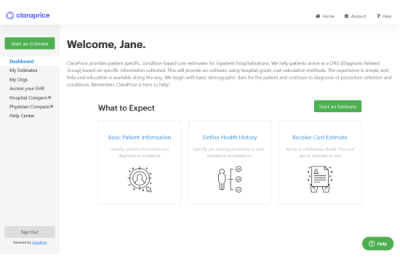 claraprice
Home
Account
? Help
Start an Estimate
Dashboard
My Estimates
My Orgs
Access your EHR
Hospital Compare
Physician Compare
Help Center
Sign Out
Powered by ClaraPrice
Welcome, Jane.
ClaraPrice provides patient specific, condition-based cost estimates for inpatient hospitalizations. We help patients arrive at a DRG (Diagnosis Related
Group) based on specific information collected. This will provide an estimate using hospital-grade cost calculation methods. The experience is simple and
help and education is available along the way. We begin with basic demographic data for the patient and continue to diagnosis or procedure selection and
conditions. Remember, ClaraPrice is here to help!
What to Expect
Start an Estimate
Basic Patient Information
Identify patient information and
diagnosis or procedure
Define Health History
Identify pre-existing conditions or post-
procedure complications
Receive Cost Estimate
Arrive at a Reference Based Price and
get an estimate of cost
? Help